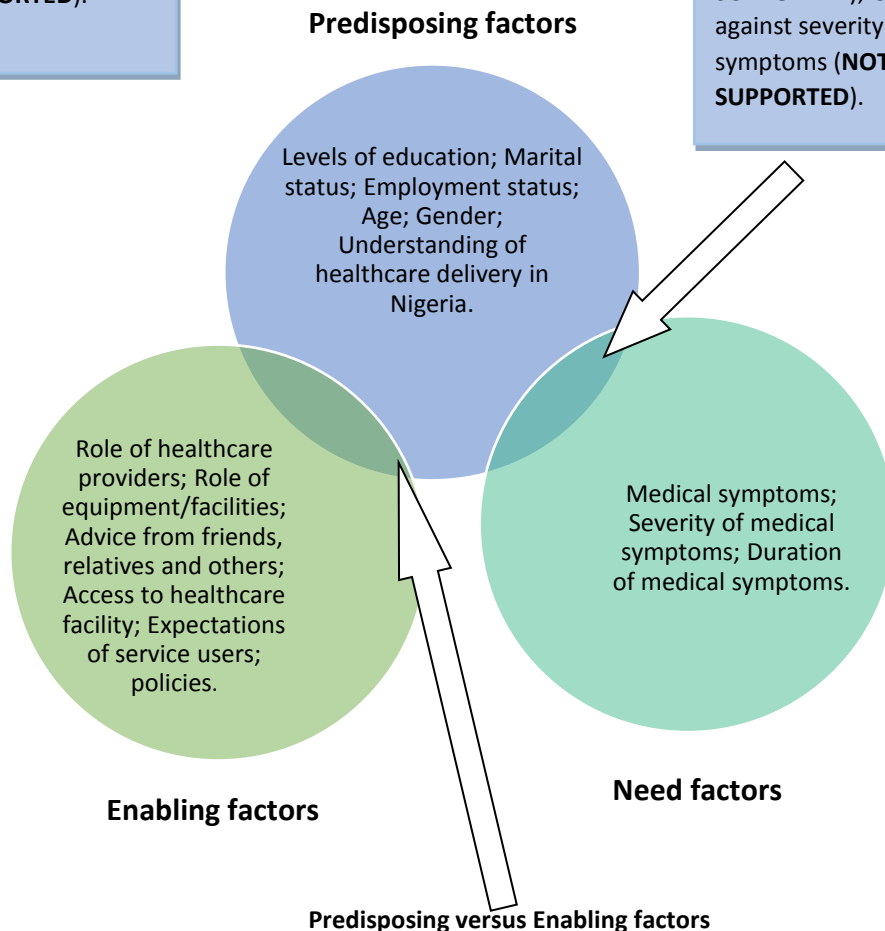 Predisposing factors
against severity
symptoms (NOT
SUPPORTED).
Levels of education; Marital
status; Employment status;
Age; Gender;
Understanding of
healthcare delivery in
Nigeria.
Role of healthcare
providers; Role of
equipment/facilities;
Advice from friends,
relatives and others;
Access to healthcare
facility; Expectations
of service users;
policies.
Medical symptoms;
Severity of medical
symptoms; Duration
of medical symptoms.
Enabling factors
Need factors
Predisposing versus Enabling factors